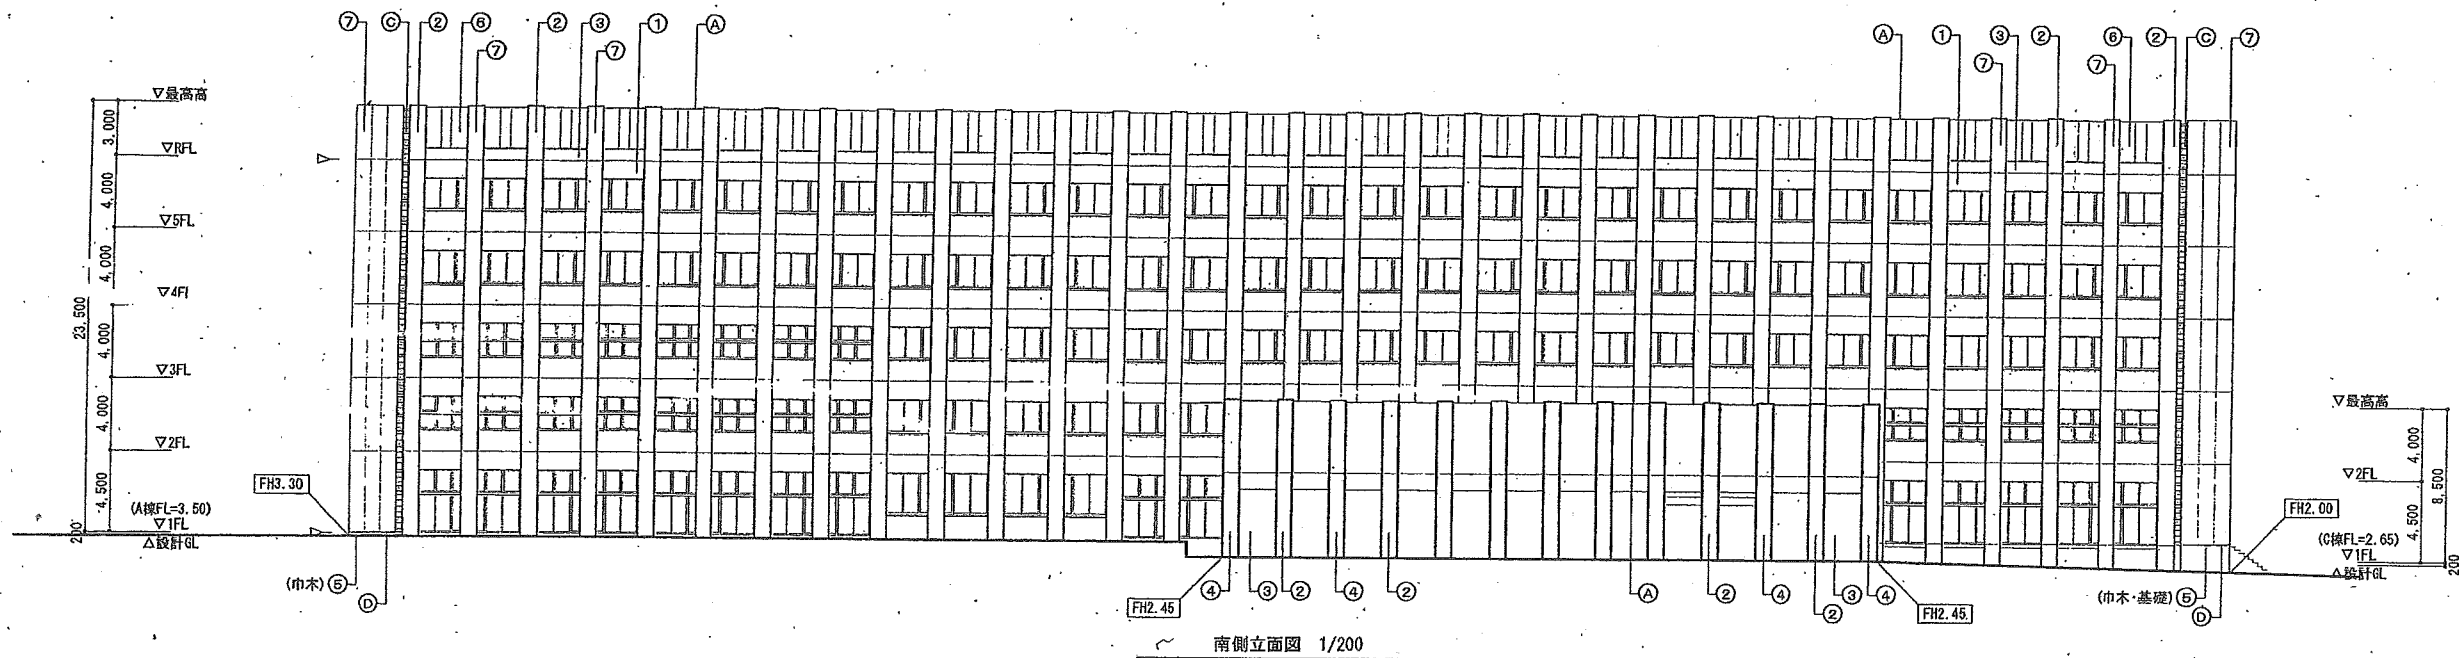 ⑦ Ⓒ ② ⑥ ② ③ ① Ⓐ
⑦ ⑦
Ⓐ ① ③ ② ⑥ ② Ⓒ ⑦
⑦ ⑦
▽最高高
3,000
▽RFL
4,000
▽5FL
4,000
▽4FL
23,500
4,000
▽3FL
4,000
▽2FL
4,500
FH3.30
(A棟FL=3.50)
▽1FL
200
△設計GL
(巾木) ⑤
Ⓓ
▽最高高
4,000
▽2FL
8,500
4,500
FH2.00
(C棟FL=2.65)
▽1FL
△設計GL
200
(巾木・基礎) ⑤
Ⓓ
FH2.45
④ ③ ② ④ ② Ⓐ ② ④ ② ③ ④
FH2.45
南側立面図 1/200